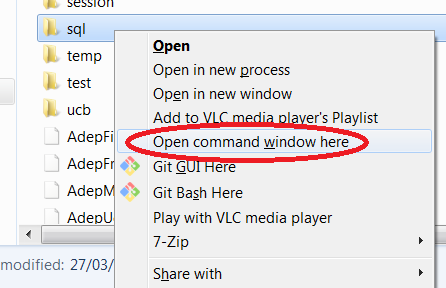 session
sql
temp
test
ucb
AdepFi
AdepFr
AdepM
AdepUd
modified: 27/03/
Open
Open in new process
Open in new window
Add to VLC media player's Playlist
Open command window here
Git GUI Here
Git Bash Here
Play with VLC media player
7-Zip
Share with